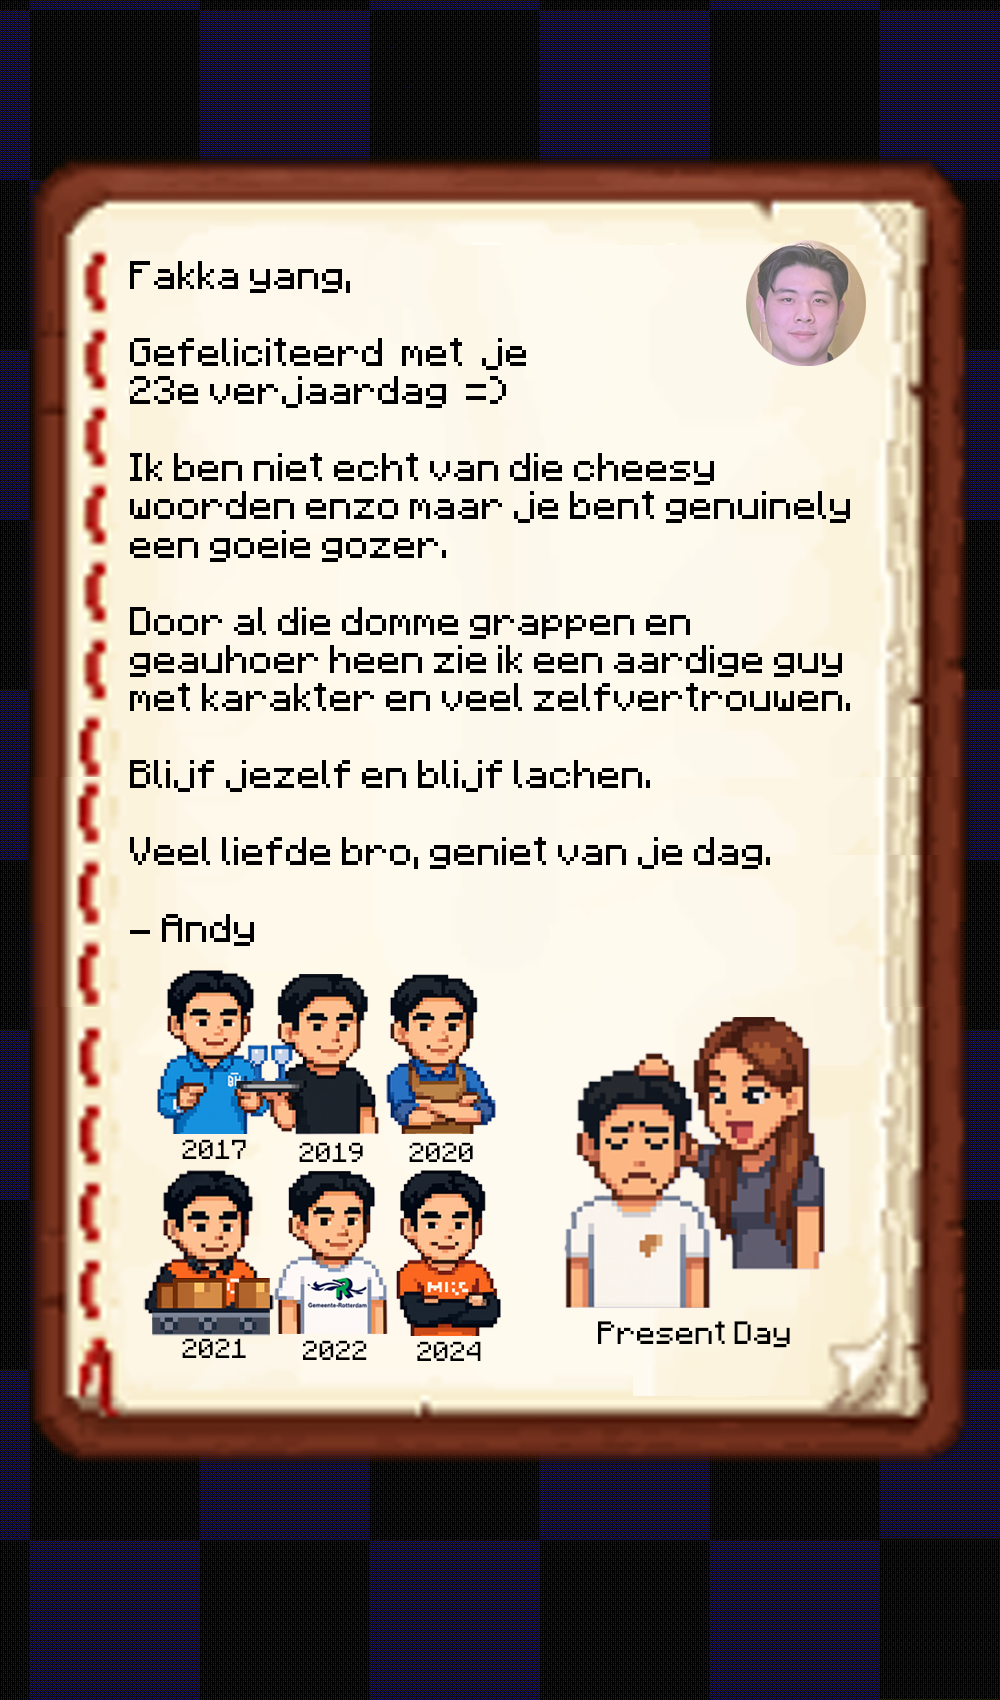 Fakka yang,
Gefeliciteerd met je
23e verjaardag =)
Ik ben niet echt van die cheesy
woorden enzo maar je bent genuinely
een goeie gozer.
Door al die domme grappen en
geauhoer heen zie ik een aardige guy
met karakter en veel zelfvertrouwen.
Blijf jezelf en blijf lachen.
Veel liefde bro, geniet van je dag.
- Andy
2017 2019 2020
Gemeente-Rotterdam
2021 2022 2024
Present Day